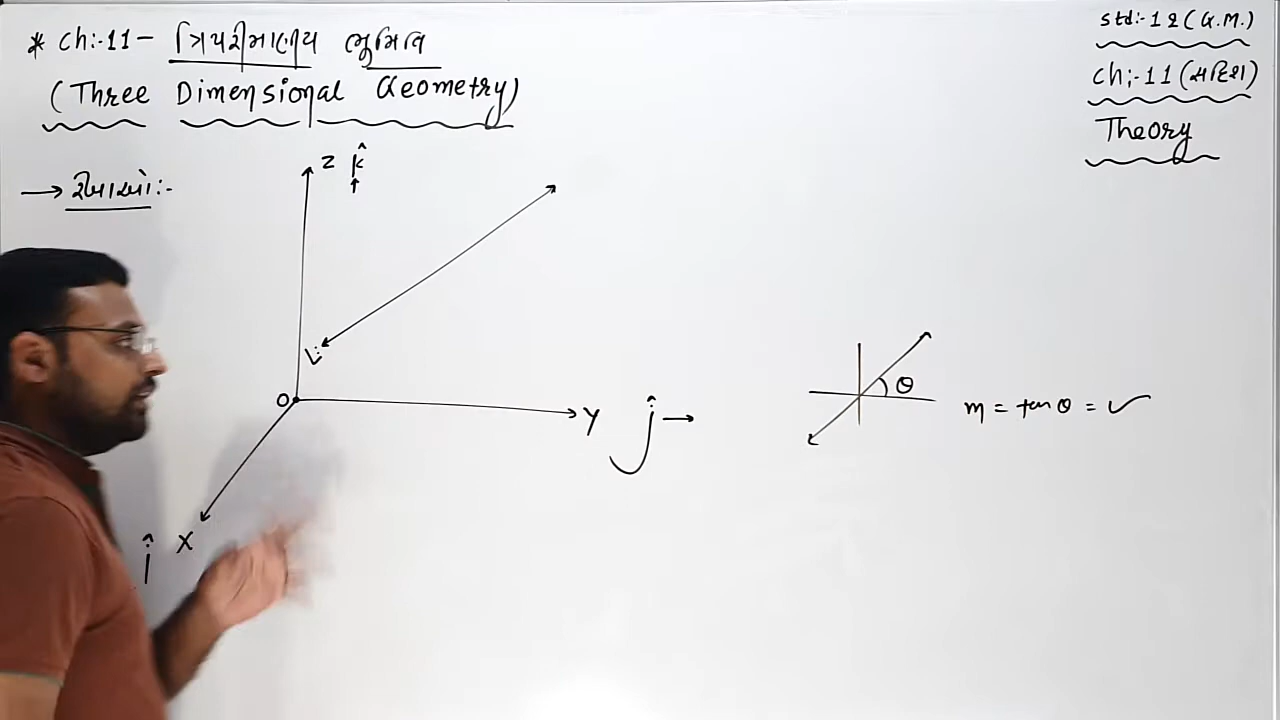 * Ch:-11 - ત્રિપરીમાણીય ભૂમિતિ
(Three Dimensional Geometry)
std:-12 (G.M.)
Ch:-11 (સદિશ)
Theory
→ રેખાઓ:-
Z k̂
L:
O
Y ĵ →
X
î
θ
m = tan θ = ✓